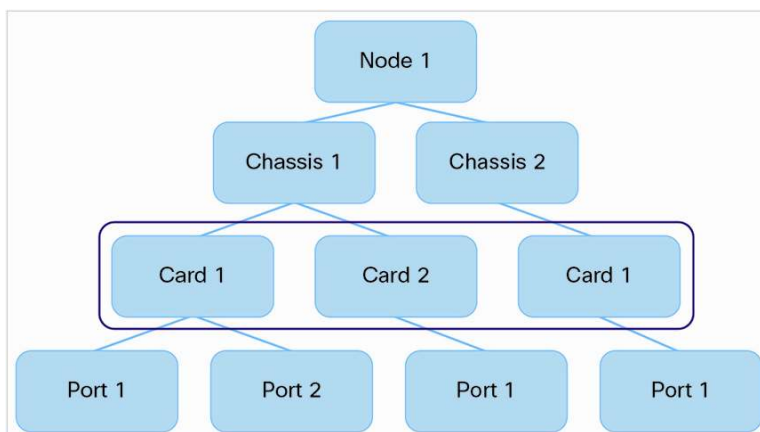 Node 1
Chassis 1
Chassis 2
Card 1
Card 2
Card 1
Port 1
Port 2
Port 1
Port 1